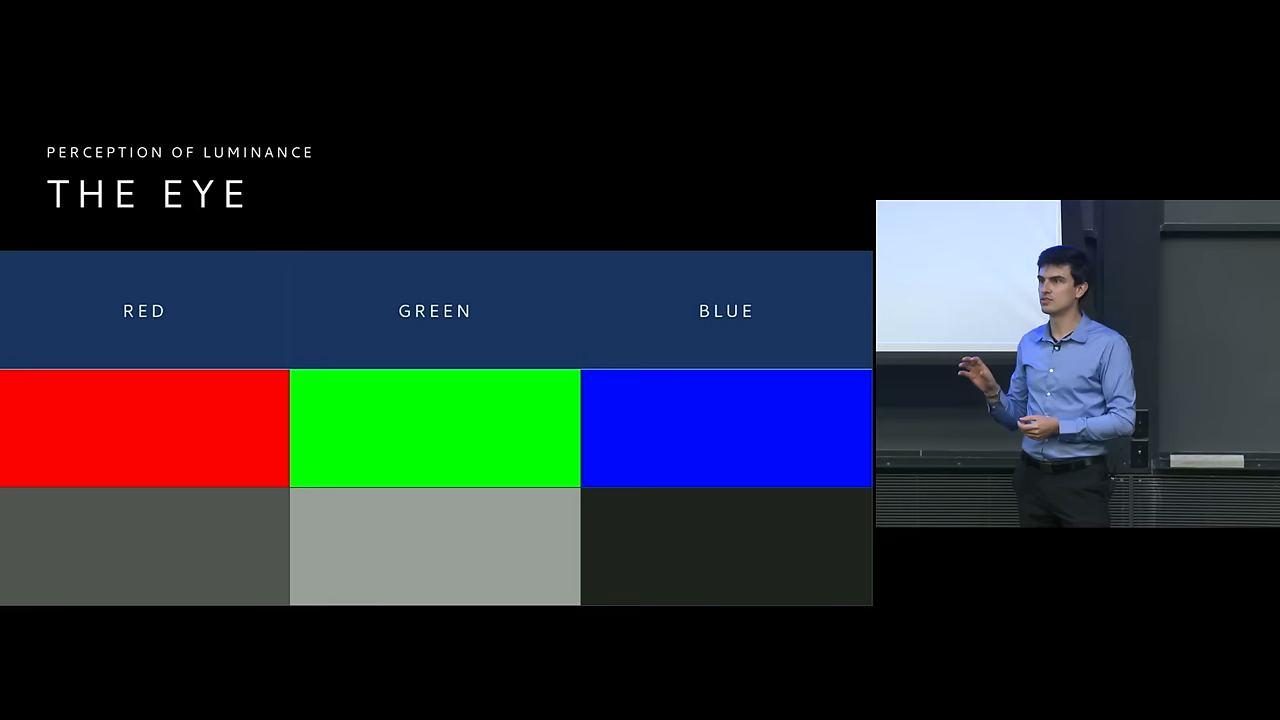 PERCEPTION OF LUMINANCE
THE EYE
RED
GREEN
BLUE